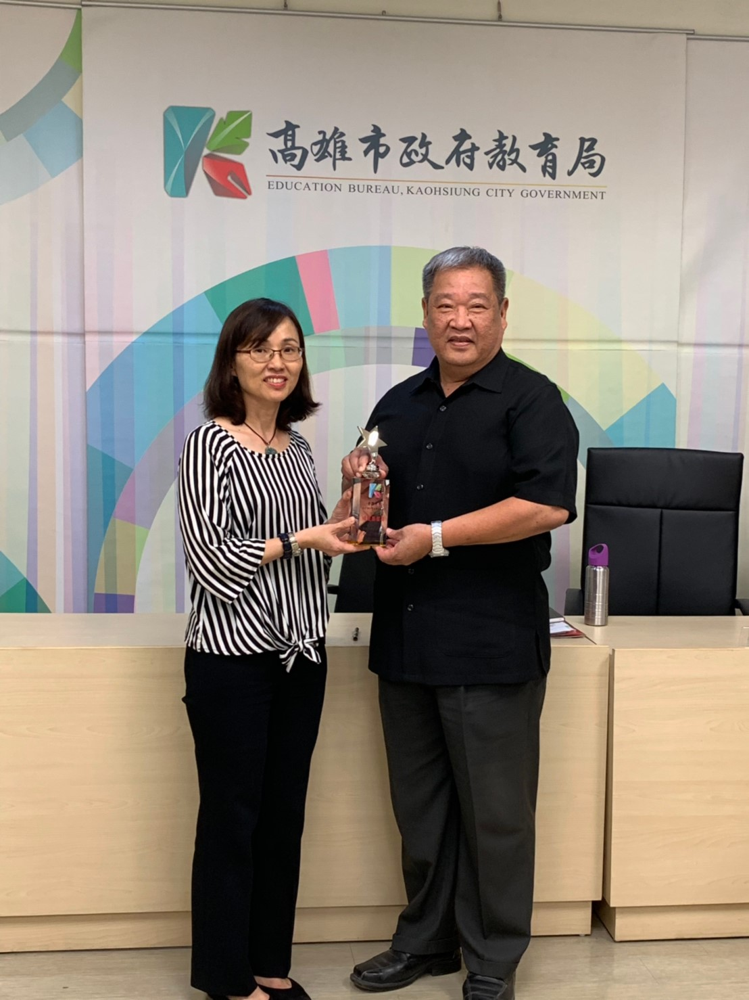 高雄市政府教育局
EDUCATION BUREAU, KAOHSIUNG CITY GOVERNMENT